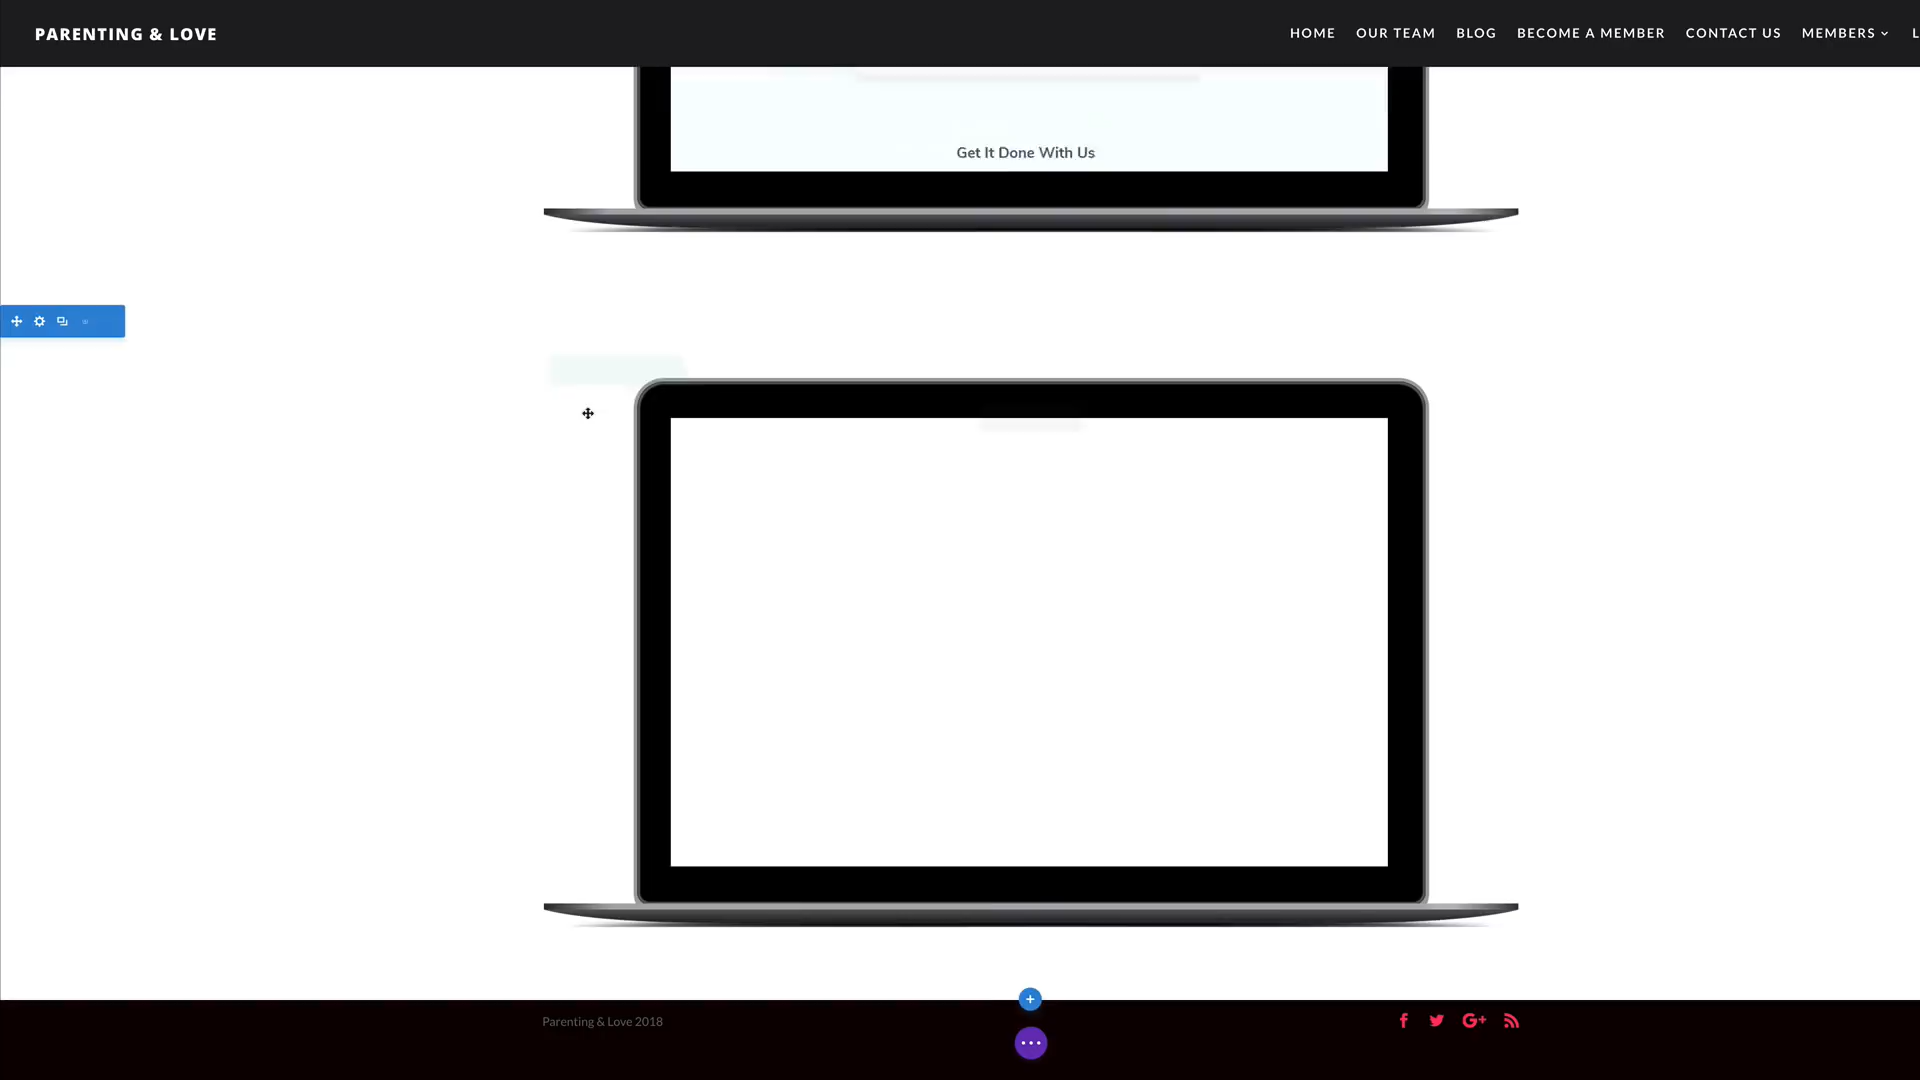 PARENTING & LOVE
HOME OUR TEAM BLOG BECOME A MEMBER CONTACT US MEMBERS L
Get It Done With Us
Parenting & Love 2018